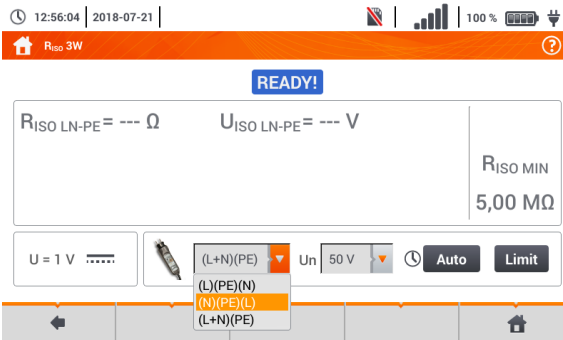 12:56:04 2018-07-21 100 %
RISO 3W ?
READY!
RISO LN-PE= --- Ω UISO LN-PE= --- V
RISO MIN
5,00 MΩ
U = 1 V (L+N)(PE) Un 50 V Auto Limit
(L)(PE)(N)
(N)(PE)(L)
(L+N)(PE)